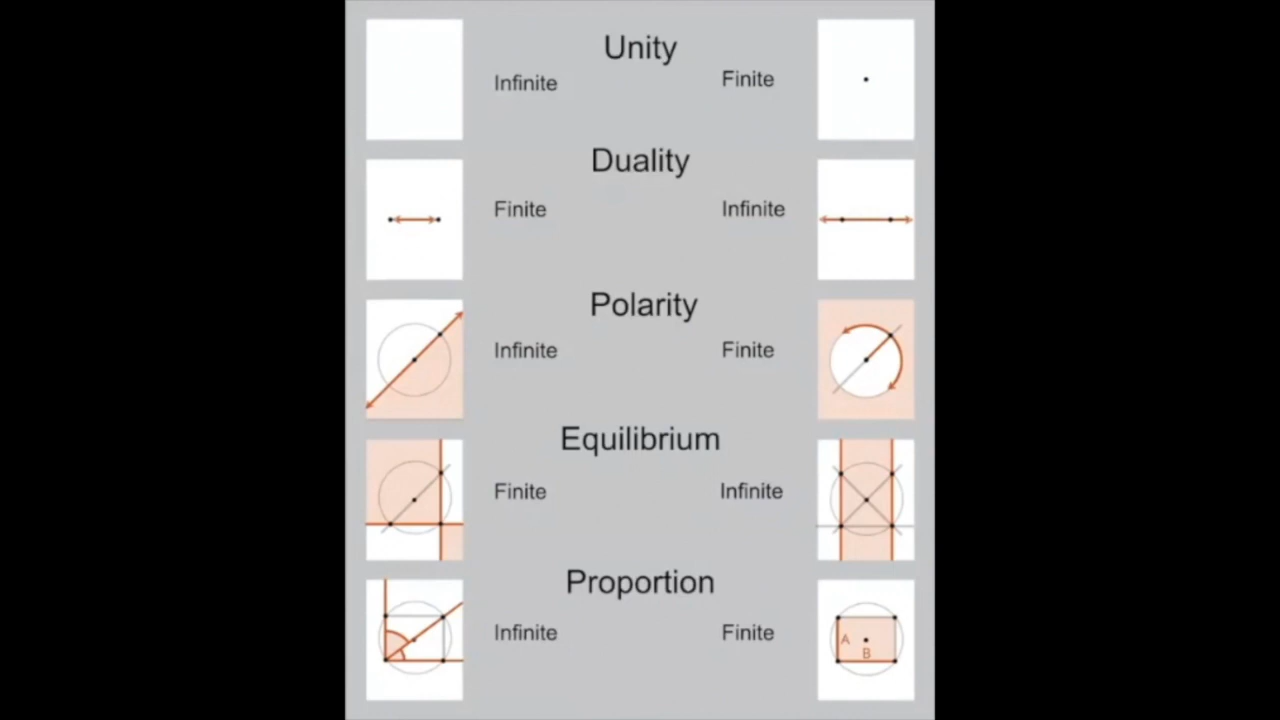 Unity
Infinite Finite
Duality
Finite Infinite
Polarity
Infinite Finite
Equilibrium
Finite Infinite
Proportion
Infinite Finite
A
B